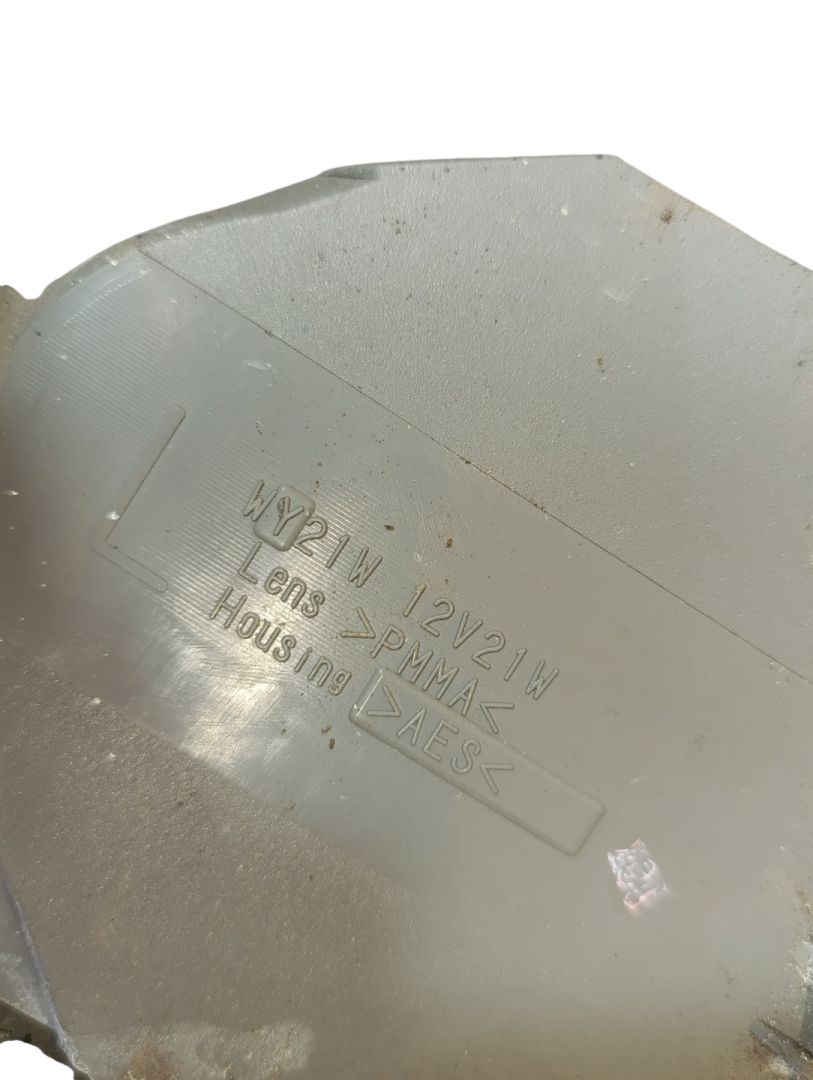 L
WY21W 12V21W
Lens >PMMA<
Housing >AES<